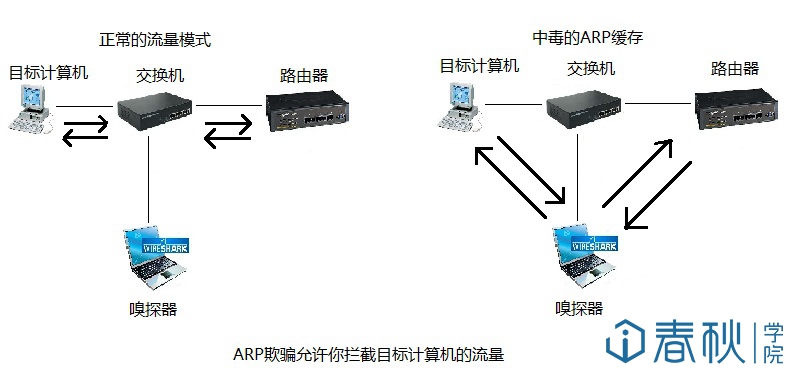 正常的流量模式
目标计算机
交换机
路由器
WIRESHARK
嗅探器
中毒的ARP缓存
目标计算机
交换机
路由器
WIRESHARK
嗅探器
ARP欺骗允许你拦截目标计算机的流量
i春秋
学院